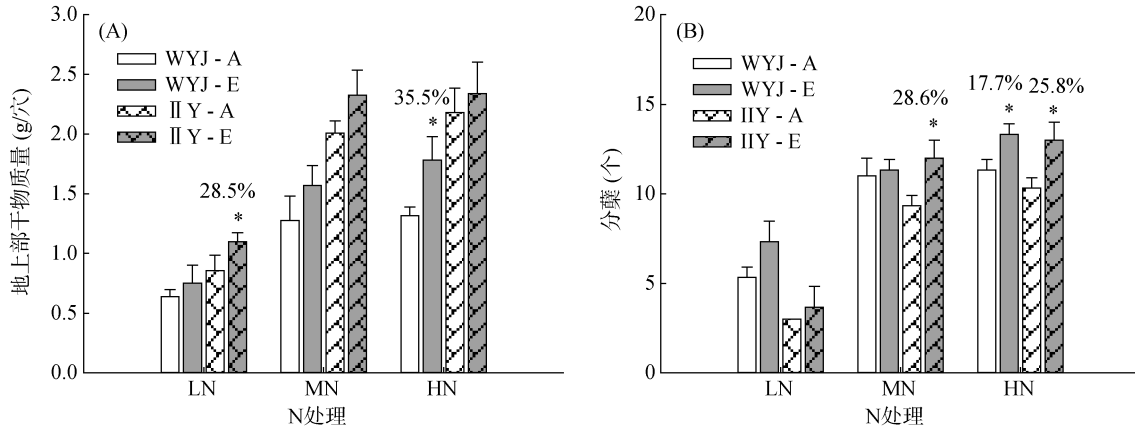 (A)
WYJ - A
WYJ - E
ⅡY - A
ⅡY - E
28.5%
*
35.5%
*
地上部干物质量 (g/穴)
3.0
2.5
2.0
1.5
1.0
0.5
0.0
LN MN HN
N处理
(B)
WYJ - A
WYJ - E
IIY - A
IIY - E
28.6%
*
17.7%
*
25.8%
*
分蘖 (个)
20
15
10
5
0
LN MN HN
N处理